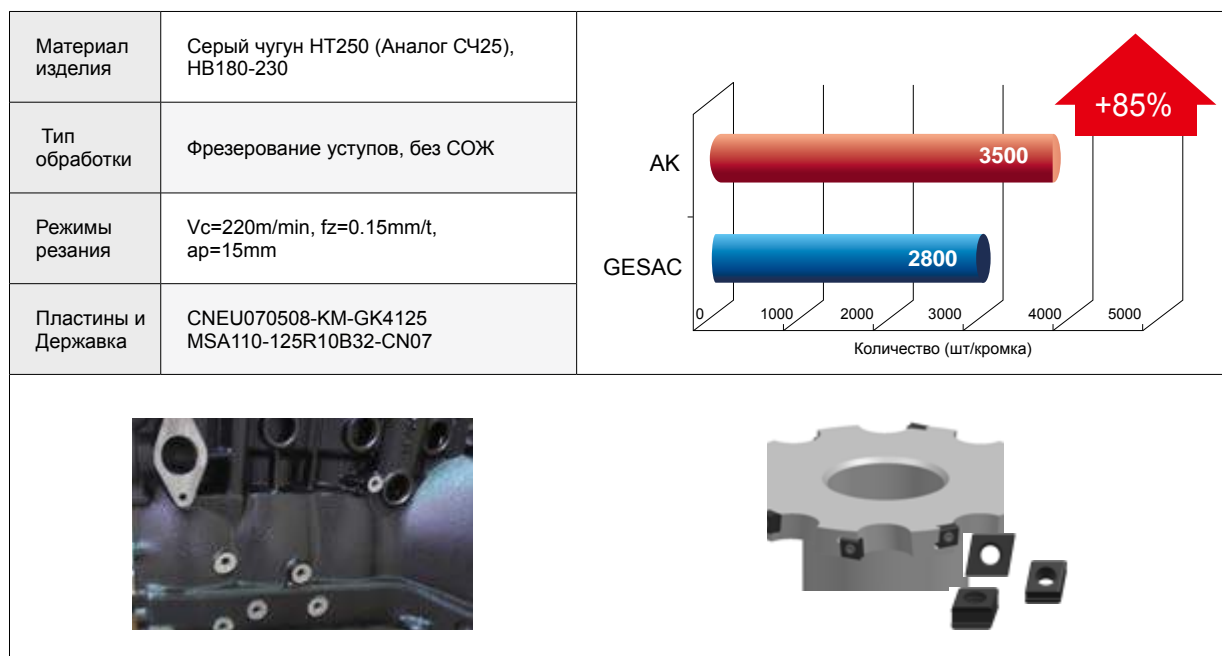 Материал
изделия
Серый чугун HT250 (Аналог СЧ25),
HB180-230
Тип
обработки
Фрезерование уступов, без СОЖ
Режимы
резания
Vc=220m/min, fz=0.15mm/t,
ap=15mm
Пластины и
Державка
CNEU070508-KM-GK4125
MSA110-125R10B32-CN07
+85%
AK
3500
GESAC
2800
0 1000 2000 3000 4000 5000
Количество (шт/кромка)